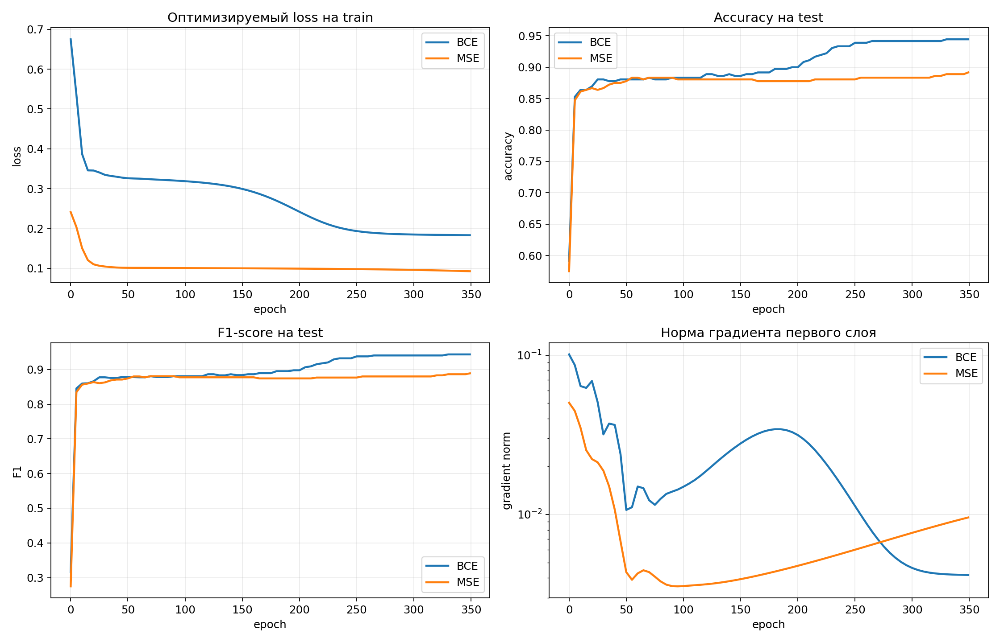 Оптимизируемый loss на train
0.7
0.6
0.5
0.4
0.3
0.2
0.1
loss
BCE
MSE
0 50 100 150 200 250 300 350
epoch
Accuracy на test
0.95
0.90
0.85
0.80
0.75
0.70
0.65
0.60
accuracy
BCE
MSE
0 50 100 150 200 250 300 350
epoch
F1-score на test
0.9
0.8
0.7
0.6
0.5
0.4
0.3
F1
BCE
MSE
0 50 100 150 200 250 300 350
epoch
Норма градиента первого слоя
10⁻¹
10⁻²
gradient norm
BCE
MSE
0 50 100 150 200 250 300 350
epoch